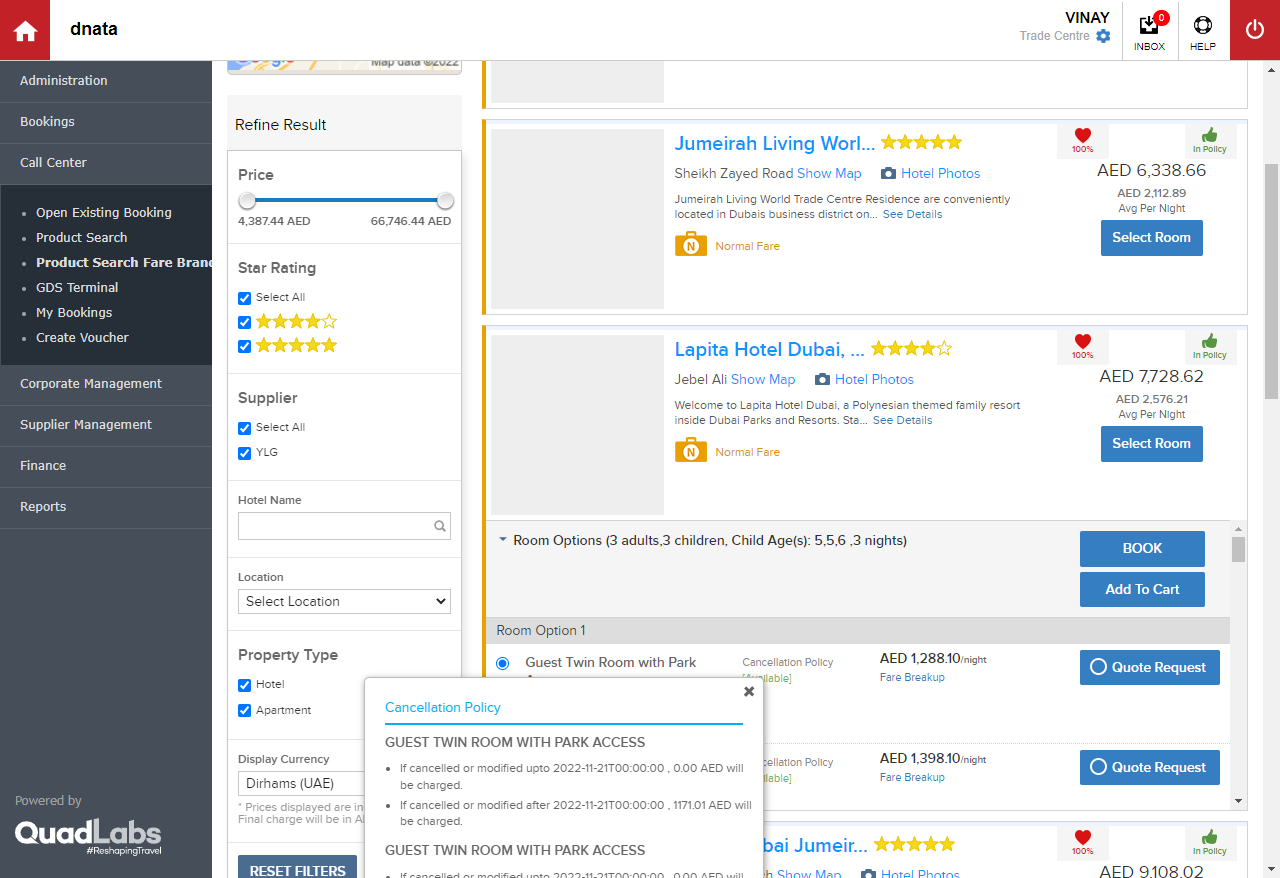 dnata
VINAY
Trade Centre
0
INBOX
HELP
Administration
Bookings
Call Center
Open Existing Booking
Product Search
Product Search Fare Bran
GDS Terminal
My Bookings
Create Voucher
Corporate Management
Supplier Management
Finance
Reports
Powered by
QuadLabs
#ReshapingTravel
Map data ©2022
Refine Result
Price
4,387.44 AED 66,746.44 AED
Star Rating
Select All
Supplier
Select All
YLG
Hotel Name
Location
Select Location
Property Type
Hotel
Apartment
Display Currency
Dirhams (UAE)
* Prices displayed are in
Final charge will be in A
RESET FILTERS
Jumeirah Living Worl...
100%
In Policy
Sheikh Zayed Road Show Map Hotel Photos
AED 6,338.66
Jumeirah Living World Trade Centre Residence are conveniently
located in Dubais business district on... See Details
AED 2,112.89
Avg Per Night
Select Room
N Normal Fare
Lapita Hotel Dubai, ...
100%
In Policy
Jebel Ali Show Map Hotel Photos
AED 7,728.62
Welcome to Lapita Hotel Dubai, a Polynesian themed family resort
inside Dubai Parks and Resorts. Sta... See Details
AED 2,576.21
Avg Per Night
Select Room
N Normal Fare
Room Options (3 adults,3 children, Child Age(s): 5,5,6 ,3 nights)
BOOK
Add To Cart
Room Option 1
Guest Twin Room with Park
Cancellation Policy
[Available]
AED 1,288.10/night
Fare Breakup
Quote Request
cellation Policy
ilable]
AED 1,398.10/night
Fare Breakup
Quote Request
Cancellation Policy
GUEST TWIN ROOM WITH PARK ACCESS
If cancelled or modified upto 2022-11-21T00:00:00 , 0.00 AED will
be charged.
If cancelled or modified after 2022-11-21T00:00:00 , 1171.01 AED will
be charged.
GUEST TWIN ROOM WITH PARK ACCESS
If cancelled or modified upto 2022-11-21T00:00:00 , 0.00 AED will
bai Jumeir...
100%
In Policy
h Show Map Hotel Photos
AED 9,108.02